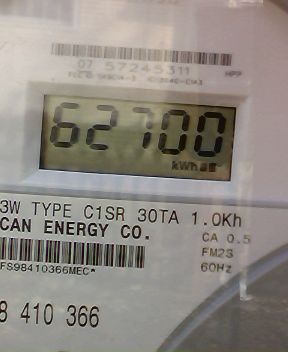 07 57245311 HPP
62700
kWh
3W TYPE C1SR 30TA 1.0Kh
CAN ENERGY CO.
CA 0.5
FM2S
FS98410366MEC*
60Hz
8 410 366